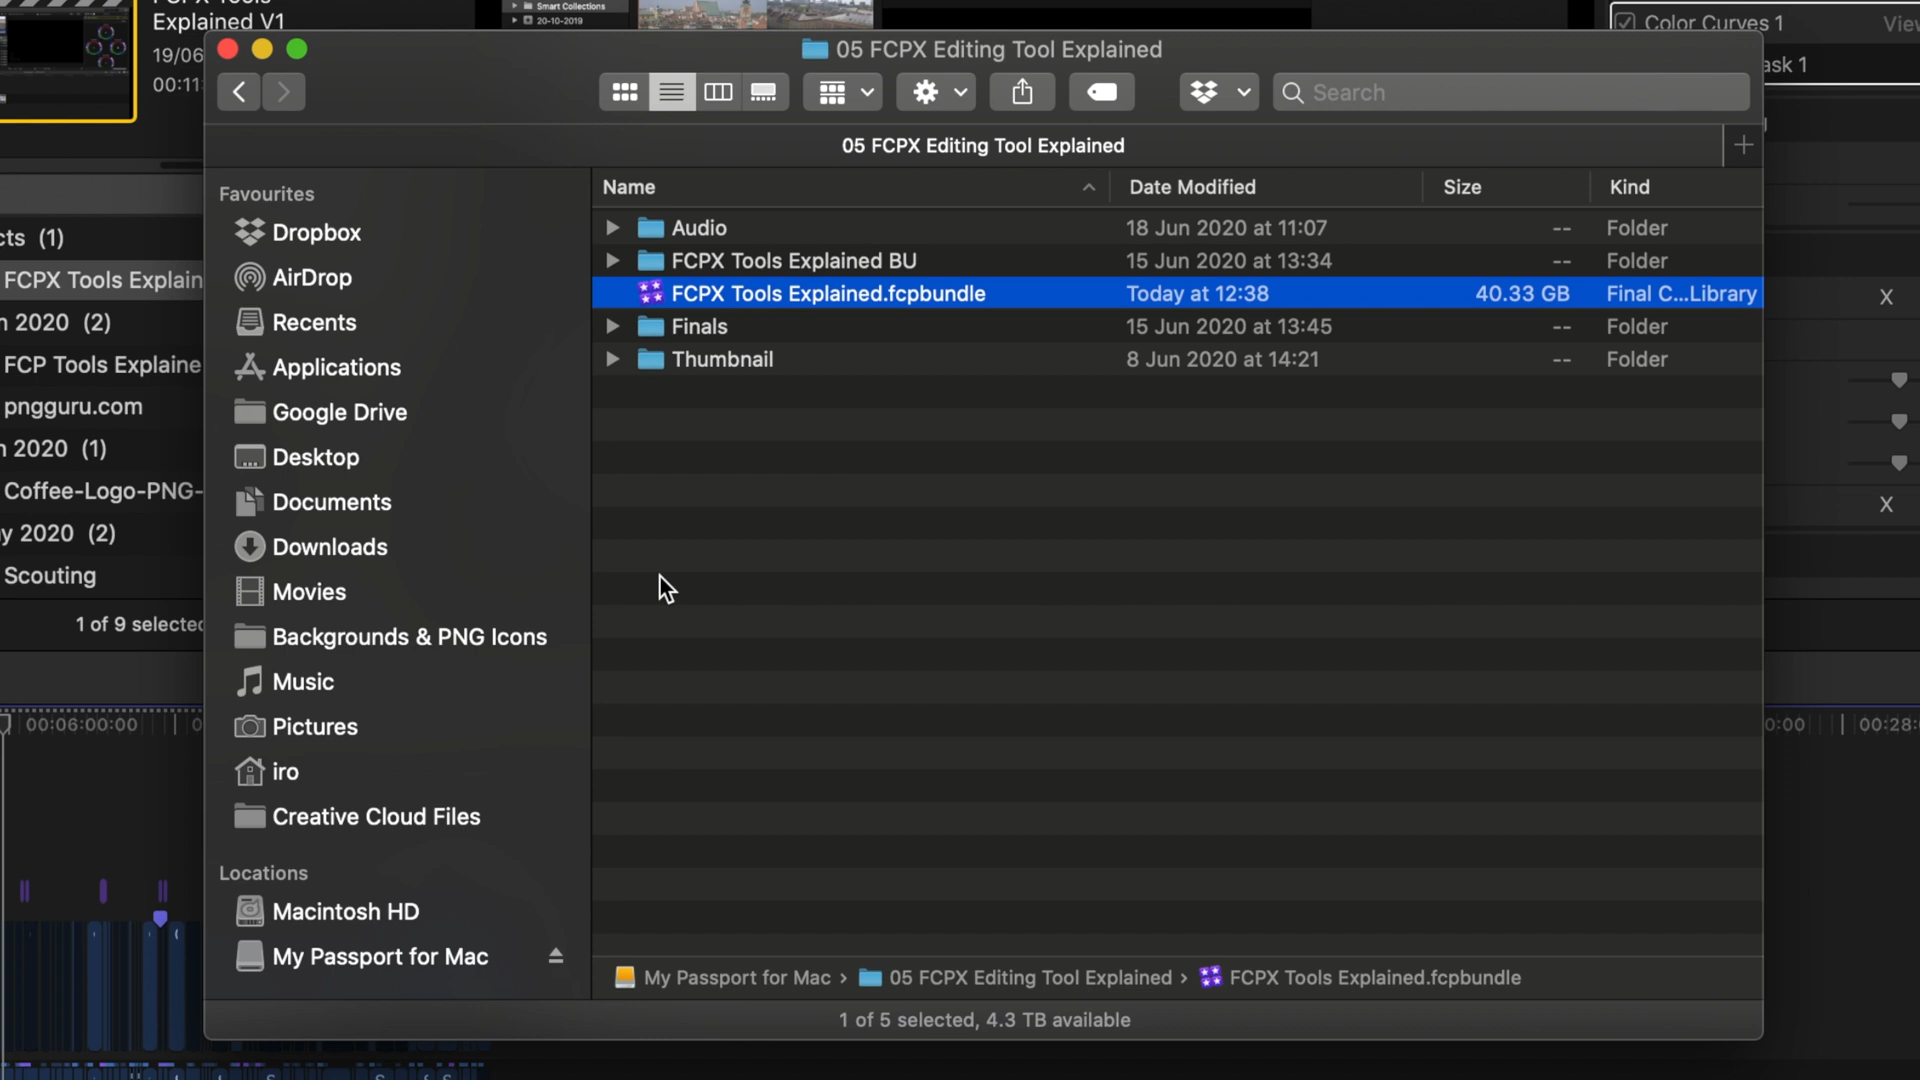 Explained V1
19/06
00:11:
Smart Collections
20-10-2019
Color Curves 1
ask 1
05 FCPX Editing Tool Explained
Search
05 FCPX Editing Tool Explained
Favourites
Dropbox
AirDrop
Recents
Applications
Google Drive
Desktop
Documents
Downloads
Movies
Backgrounds & PNG Icons
Music
Pictures
iro
Creative Cloud Files
Locations
Macintosh HD
My Passport for Mac
Name Date Modified Size Kind
Audio 18 Jun 2020 at 11:07 -- Folder
FCPX Tools Explained BU 15 Jun 2020 at 13:34 -- Folder
FCPX Tools Explained.fcpbundle Today at 12:38 40.33 GB Final C...Library
Finals 15 Jun 2020 at 13:45 -- Folder
Thumbnail 8 Jun 2020 at 14:21 -- Folder
My Passport for Mac › 05 FCPX Editing Tool Explained › FCPX Tools Explained.fcpbundle
1 of 5 selected, 4.3 TB available
cts (1)
FCPX Tools Explain
n 2020 (2)
FCP Tools Explaine
pngguru.com
n 2020 (1)
Coffee-Logo-PNG-
y 2020 (2)
Scouting
1 of 9 selected
00:06:00:00
0:00
00:28:
X
X